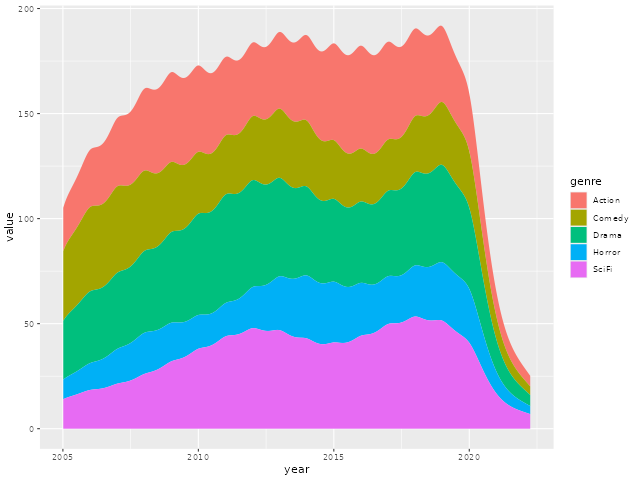 200
150
100
50
0
value
2005
2010
2015
2020
year
genre
Action
Comedy
Drama
Horror
SciFi